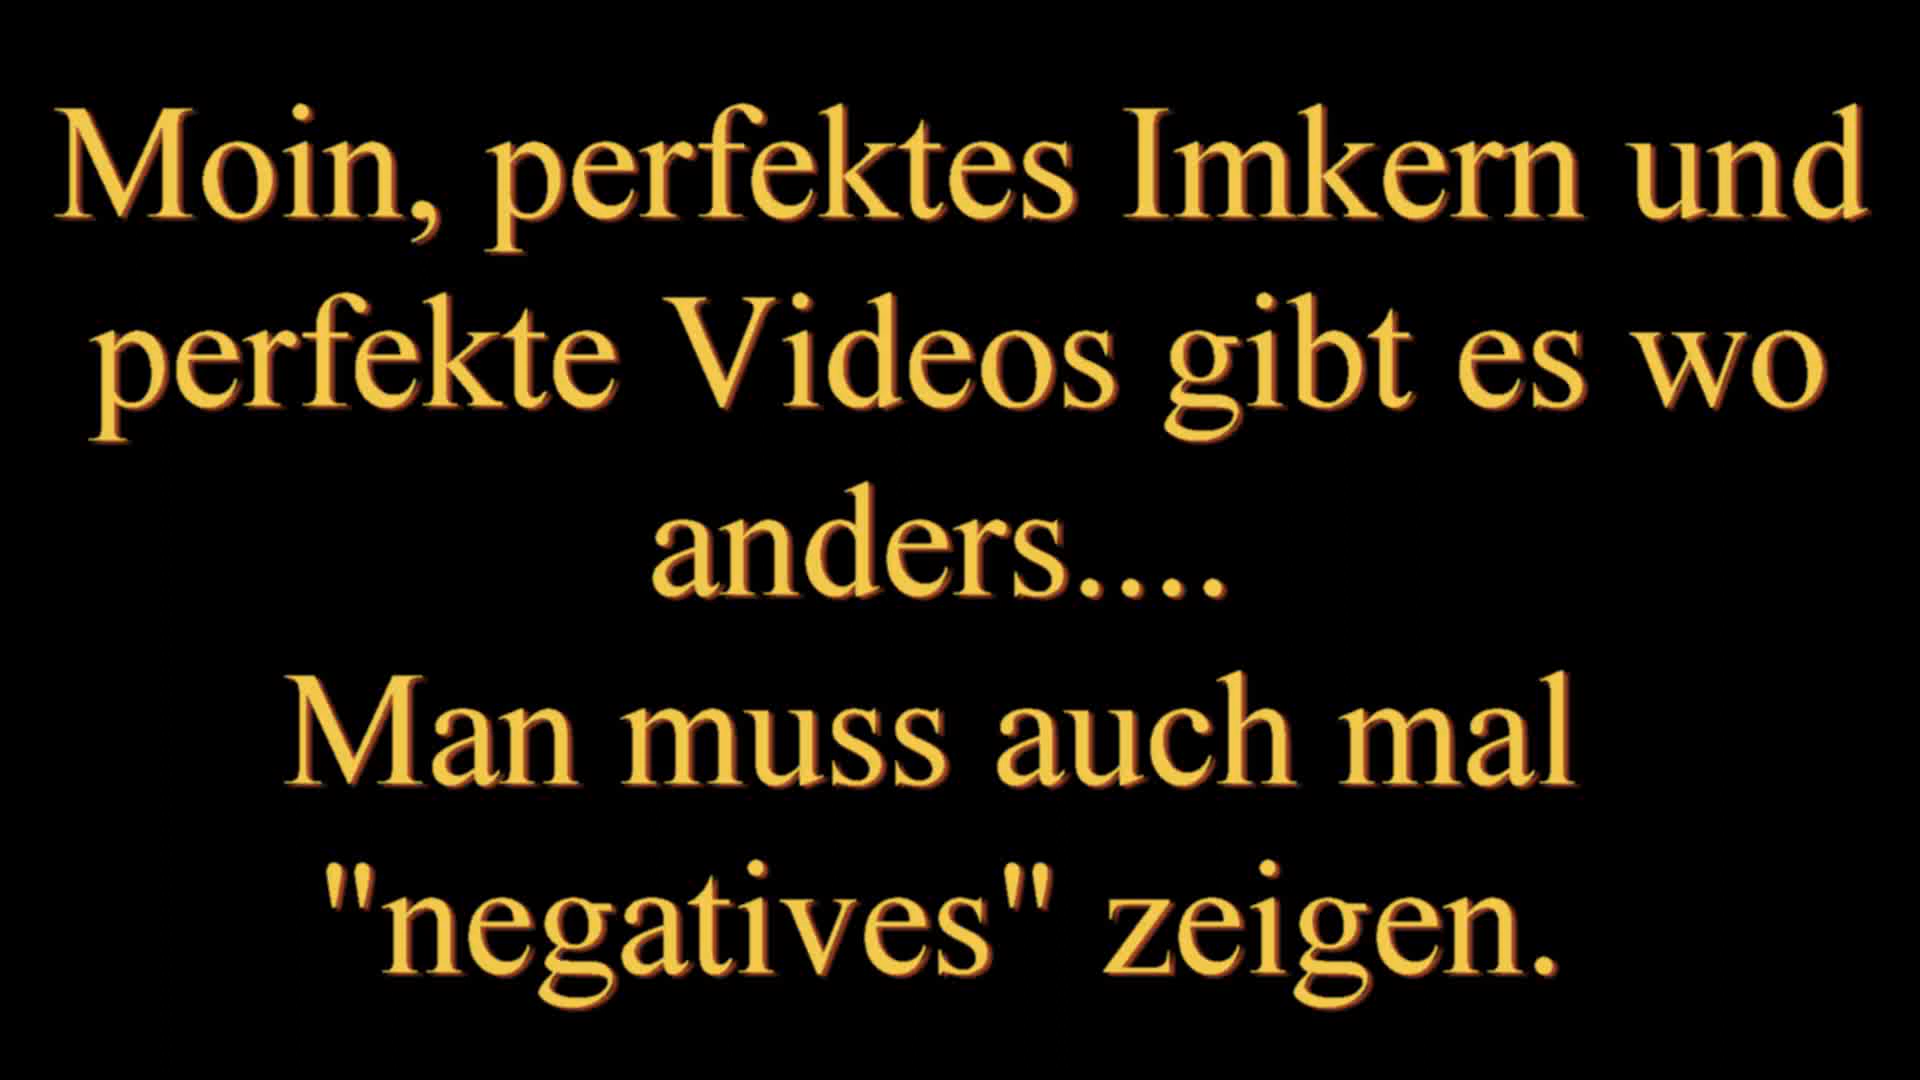 Moin, perfektes Imkern und
perfekte Videos gibt es wo
anders....
Man muss auch mal
"negatives" zeigen.